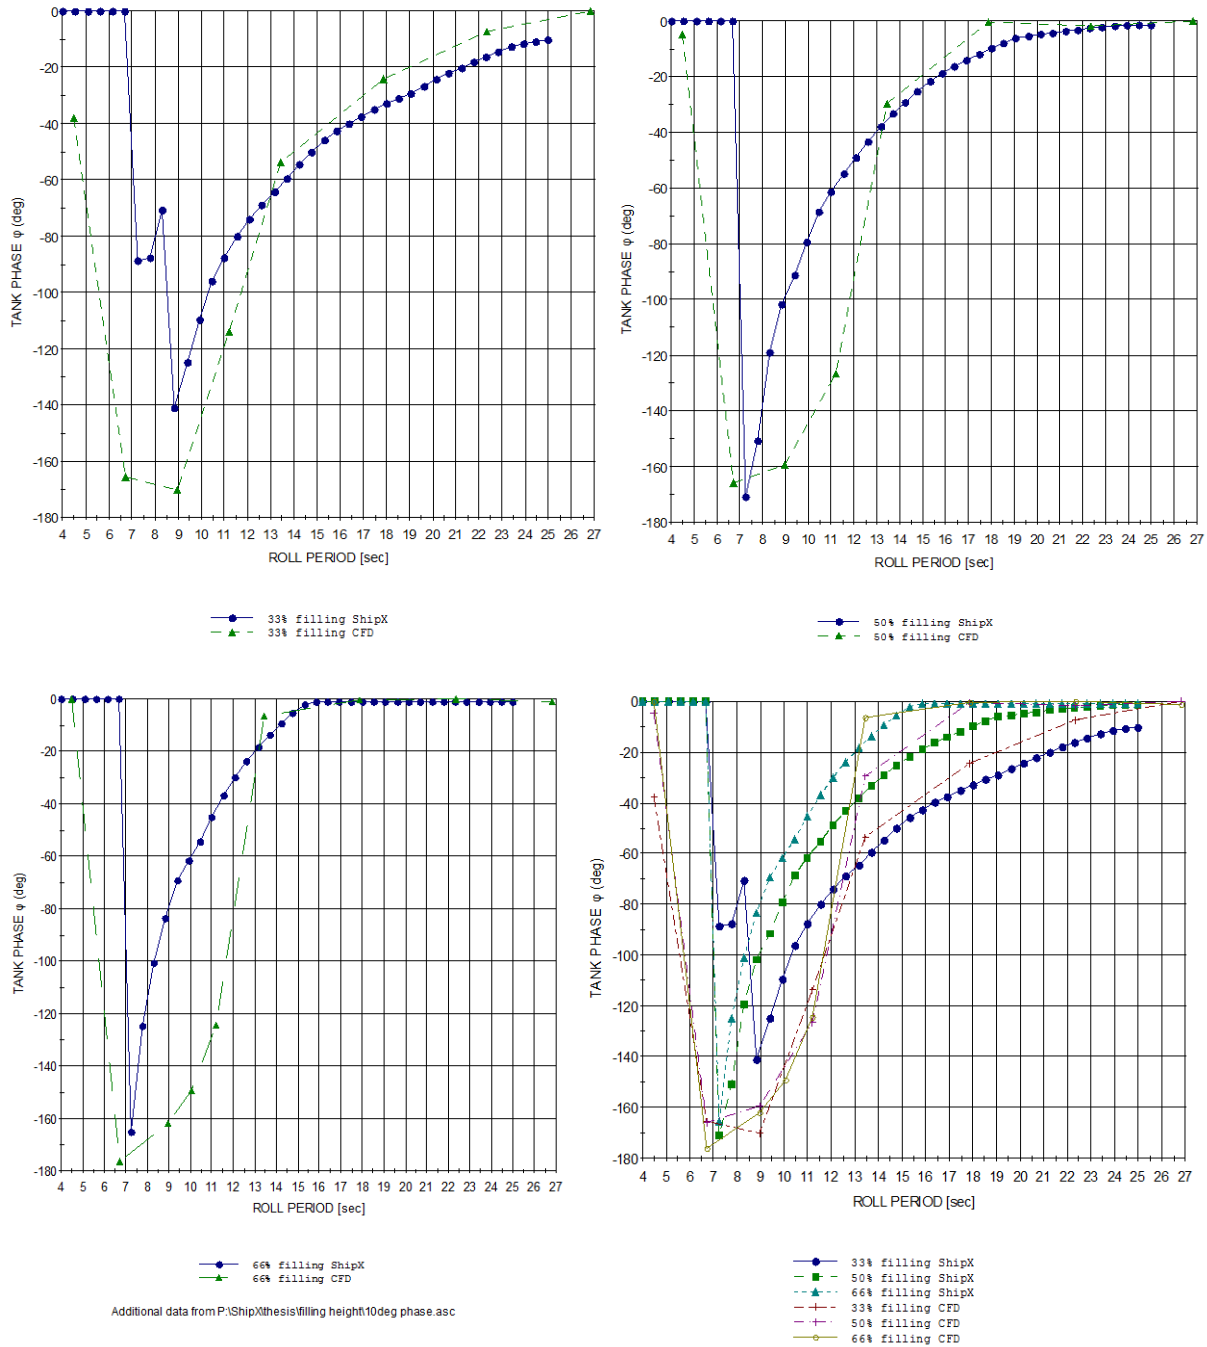 TANK PHASE φ (deg)
0
-20
-40
-60
-80
-100
-120
-140
-160
-180
4 5 6 7 8 9 10 11 12 13 14 15 16 17 18 19 20 21 22 23 24 25 26 27
ROLL PERIOD [sec]
33% filling ShipX
33% filling CFD
TANK PHASE φ (deg)
0
-20
-40
-60
-80
-100
-120
-140
-160
-180
4 5 6 7 8 9 10 11 12 13 14 15 16 17 18 19 20 21 22 23 24 25 26 27
ROLL PERIOD [sec]
50% filling ShipX
50% filling CFD
TANK PHASE φ (deg)
0
-20
-40
-60
-80
-100
-120
-140
-160
-180
4 5 6 7 8 9 10 11 12 13 14 15 16 17 18 19 20 21 22 23 24 25 26 27
ROLL PERIOD [sec]
66% filling ShipX
66% filling CFD
Additional data from P:\ShipX\thesis\filling height\10deg phase.asc
TANK PHASE φ (deg)
0
-20
-40
-60
-80
-100
-120
-140
-160
-180
4 5 6 7 8 9 10 11 12 13 14 15 16 17 18 19 20 21 22 23 24 25 26 27
ROLL PERIOD [sec]
33% filling ShipX
50% filling ShipX
66% filling ShipX
33% filling CFD
50% filling CFD
66% filling CFD